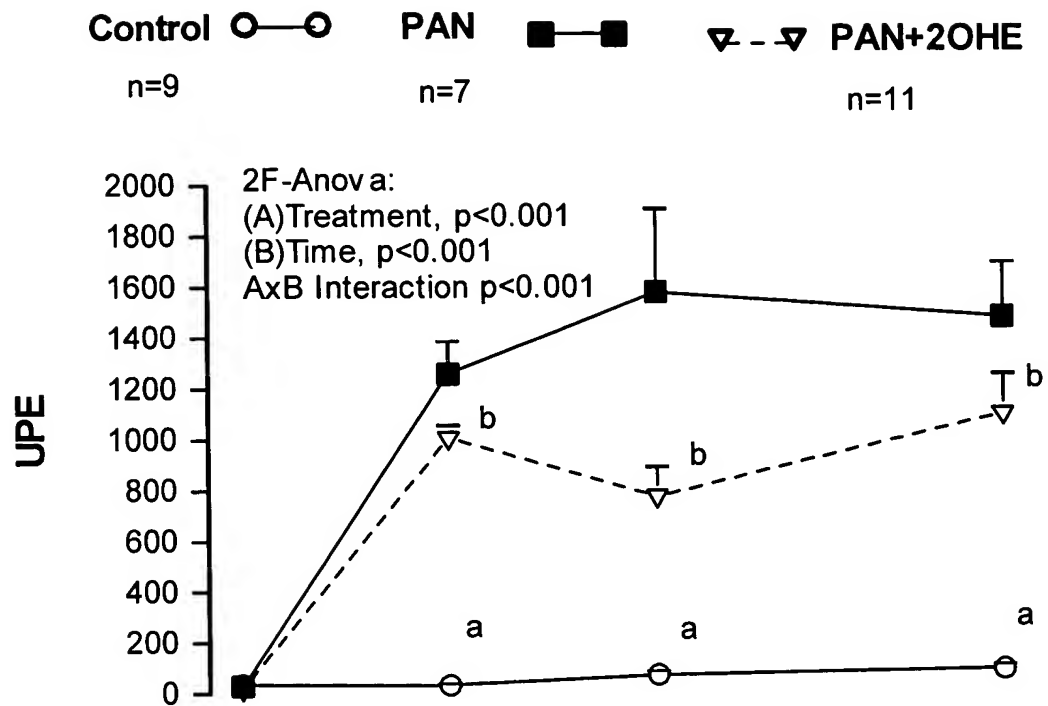 Control PAN PAN+2OHE
n=9 n=7 n=11
2F-Anova:
(A)Treatment, p<0.001
(B)Time, p<0.001
AxB Interaction p<0.001
UPE
2000
1800
1600
1400
1200
1000
800
600
400
200
0
b
b
b
a
a
a